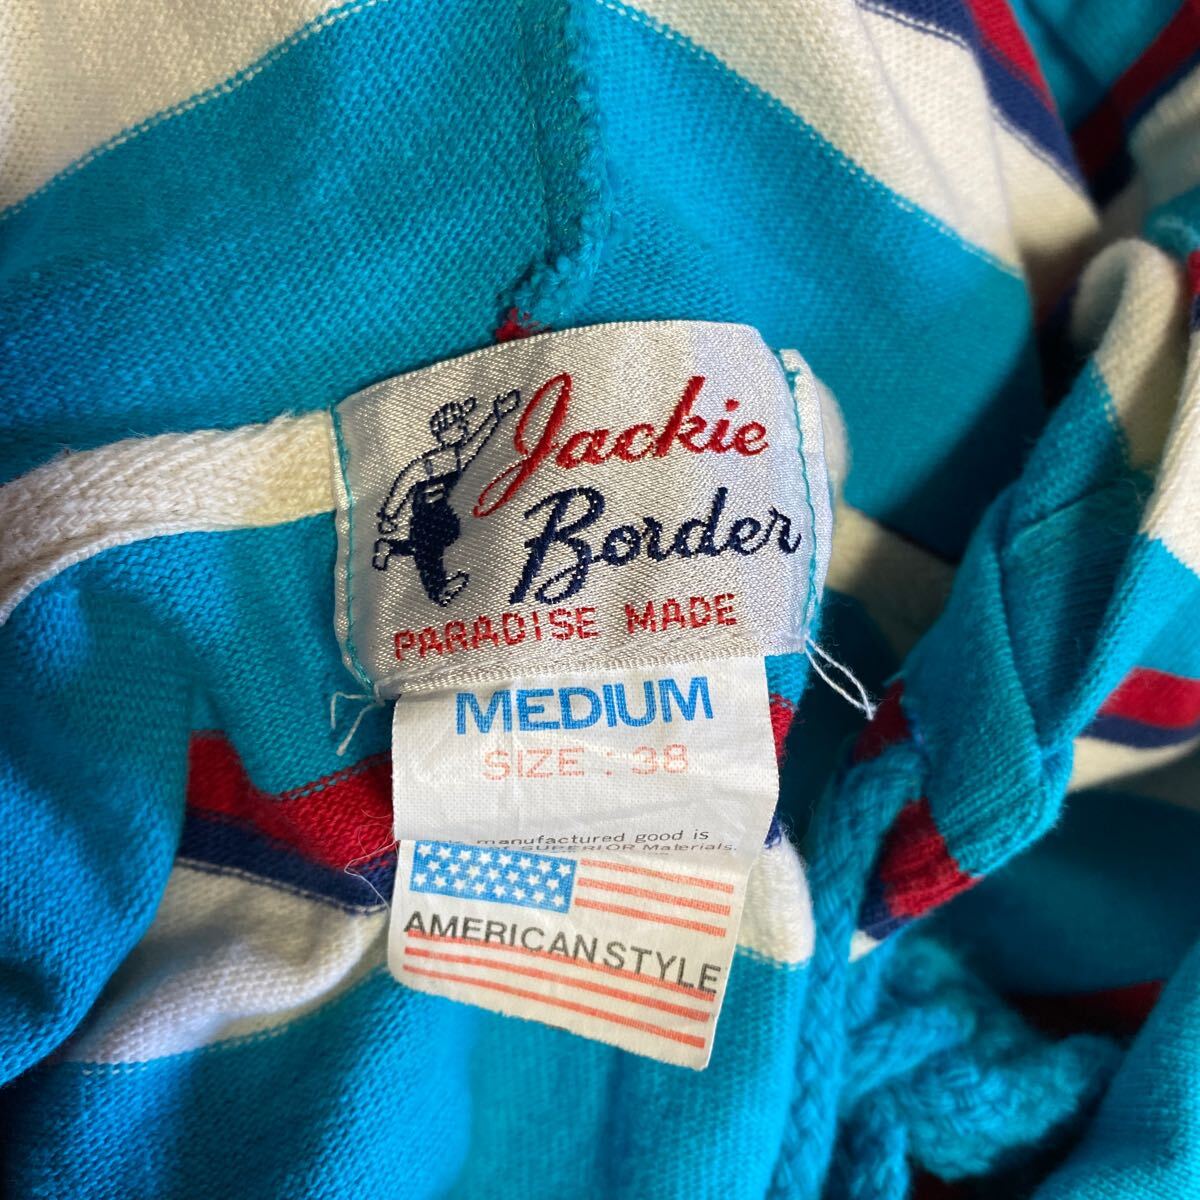 Jackie
Border
PARADISE MADE
MEDIUM
SIZE : 38
manufactured good is
SUPERIOR Materials.
AMERICAN STYLE